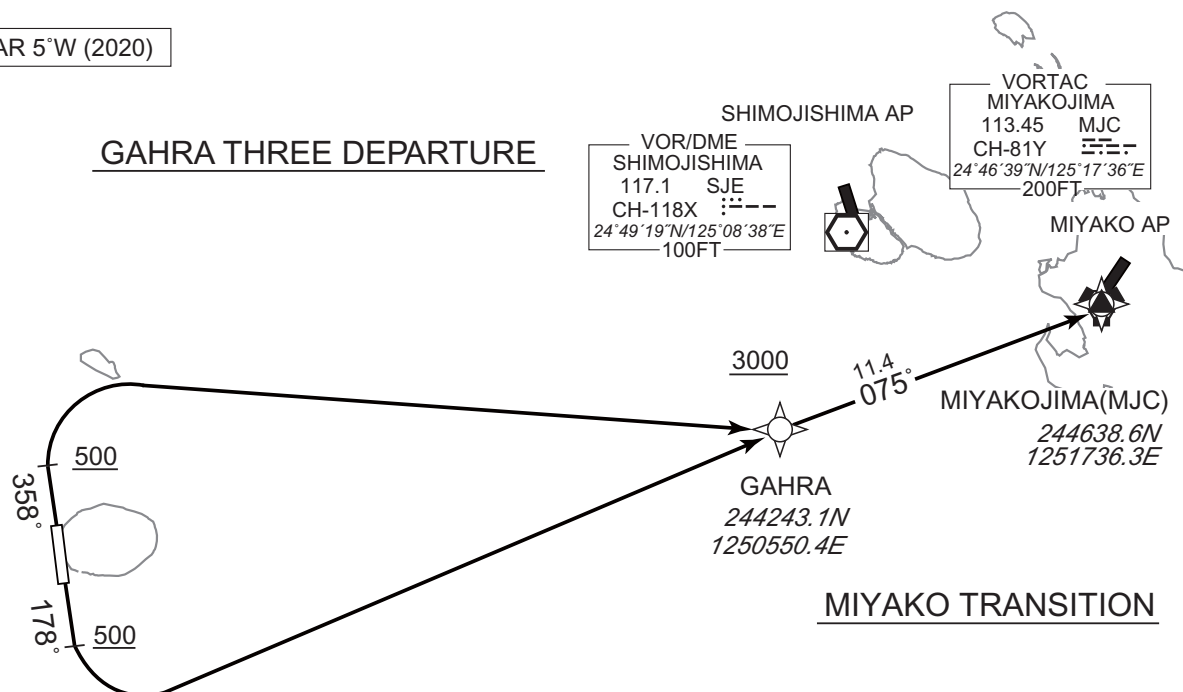 AR 5°W (2020)
GAHRA THREE DEPARTURE
VOR/DME
SHIMOJISHIMA
117.1 SJE
CH-118X
24°49´19˝N/125°08´38˝E
100FT
SHIMOJISHIMA AP
VORTAC
MIYAKOJIMA
113.45 MJC
CH-81Y
24°46´39˝N/125°17´36˝E
200FT
MIYAKO AP
3000
11.4
075°
MIYAKOJIMA(MJC)
244638.6N
1251736.3E
GAHRA
244243.1N
1250550.4E
500
358°
178°
500
MIYAKO TRANSITION